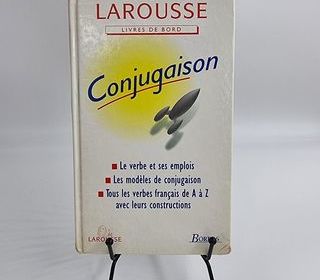 LAROUSSE
LIVRES DE BORD
Conjugaison
Le verbe et ses emplois
Les modèles de conjugaison
Tous les verbes français de A à Z
avec leurs constructions
LAROUSSE